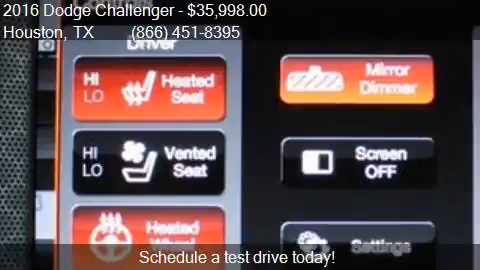 2016 Dodge Challenger - $35,998.00
Houston, TX (866) 451-8395
Controls
Driver
HI
LO
Heated
Seat
Mirror
Dimmer
HI
LO
Vented
Seat
Screen
OFF
Heated
Wheel
Settings
Schedule a test drive today!